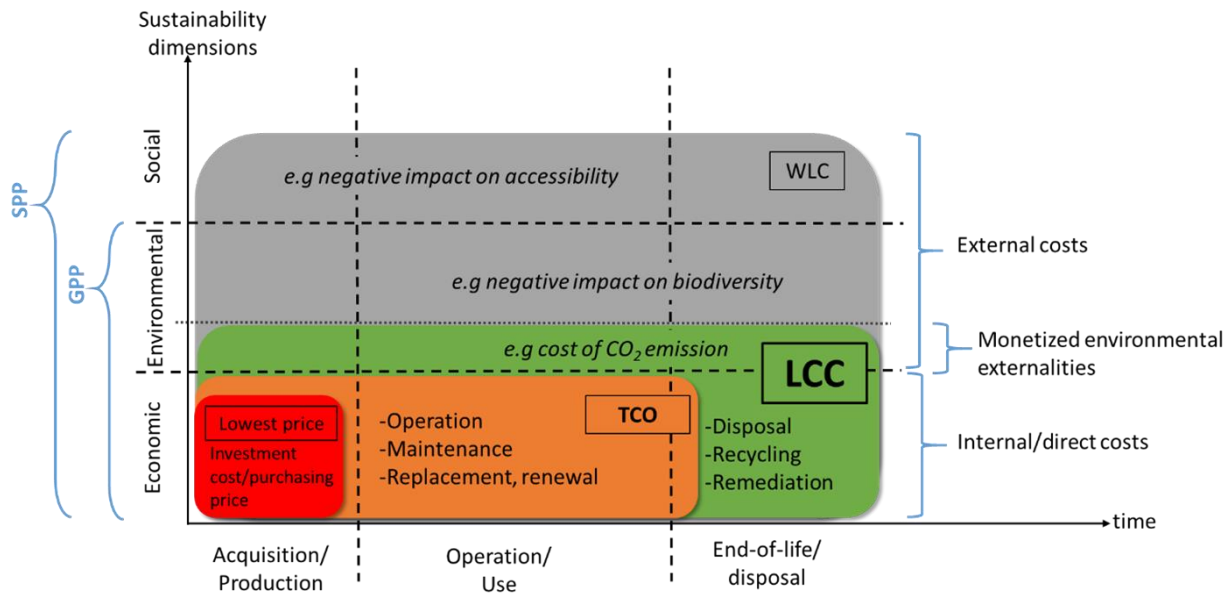 Sustainability
dimensions
SPP
GPP
Social
Environmental
Economic
e.g negative impact on accessibility
WLC
e.g negative impact on biodiversity
e.g cost of CO₂ emission
LCC
Lowest price
Investment
cost/purchasing
price
-Operation
-Maintenance
-Replacement, renewal
TCO
-Disposal
-Recycling
-Remediation
External costs
Monetized environmental
externalities
Internal/direct costs
time
Acquisition/
Production
Operation/
Use
End-of-life/
disposal